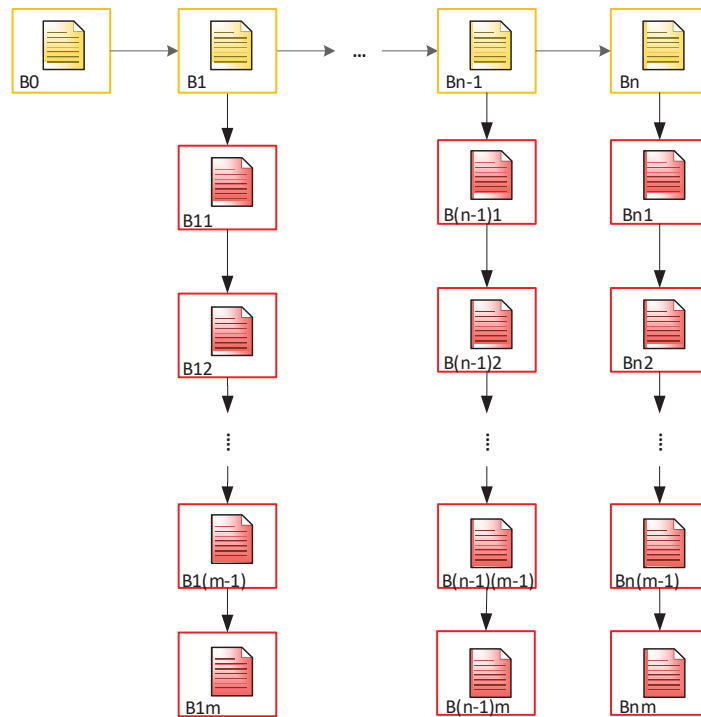 B0
B1
...
Bn-1
Bn
B11
B(n-1)1
Bn1
B12
B(n-1)2
Bn2
....
....
....
B1(m-1)
B(n-1)(m-1)
Bn(m-1)
B1m
B(n-1)m
Bnm